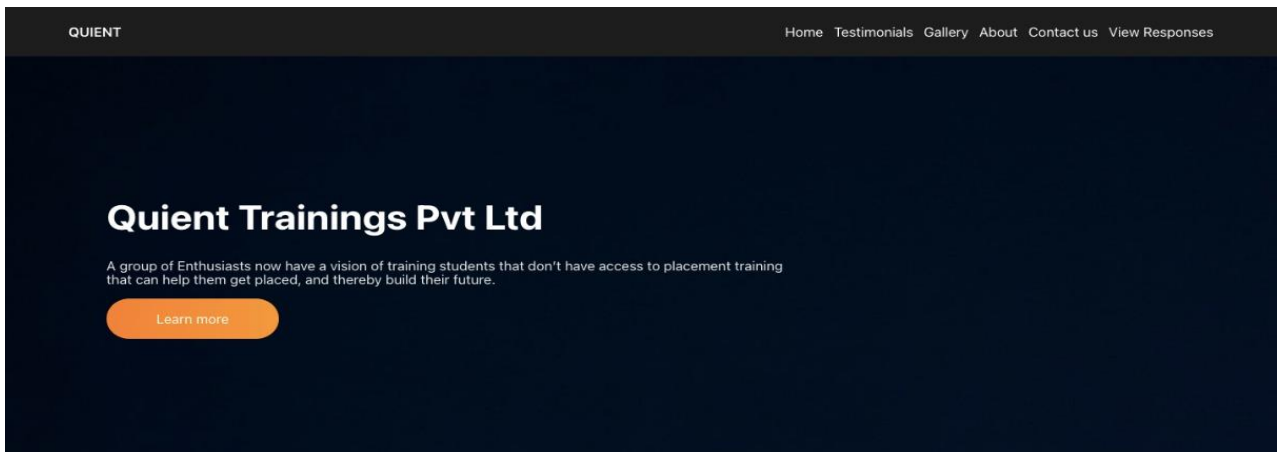 QUIENT
Home Testimonials Gallery About Contact us View Responses
Quient Trainings Pvt Ltd
A group of Enthusiasts now have a vision of training students that don't have access to placement training
that can help them get placed, and thereby build their future.
Learn more